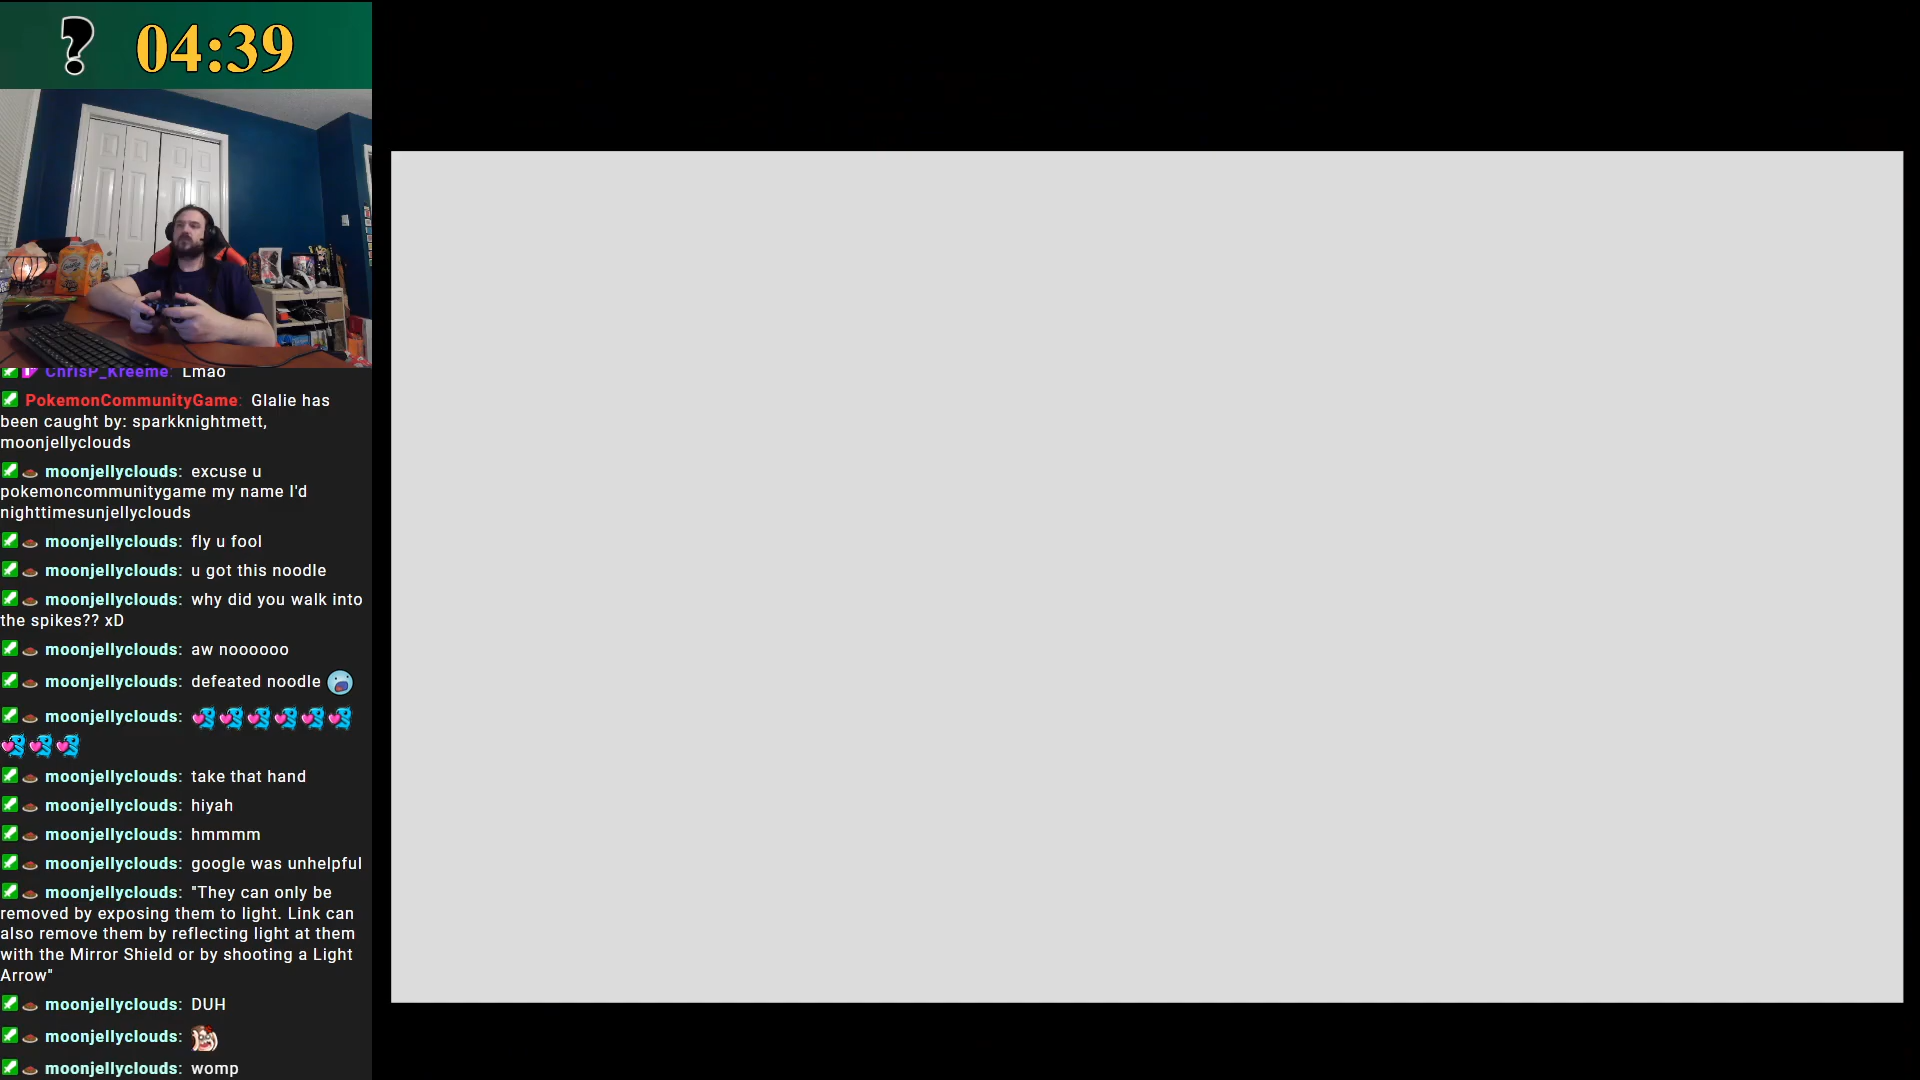 ? 04:39
ChrisP_Kreeme: Lmao
PokemonCommunityGame: Glalie has
been caught by: sparkknightmett,
moonjellyclouds
moonjellyclouds: excuse u
pokemoncommunitygame my name I'd
nighttimesunjellyclouds
moonjellyclouds: fly u fool
moonjellyclouds: u got this noodle
moonjellyclouds: why did you walk into
the spikes?? xD
moonjellyclouds: aw noooooo
moonjellyclouds: defeated noodle
moonjellyclouds:
moonjellyclouds: take that hand
moonjellyclouds: hiyah
moonjellyclouds: hmmmm
moonjellyclouds: google was unhelpful
moonjellyclouds: "They can only be
removed by exposing them to light. Link can
also remove them by reflecting light at them
with the Mirror Shield or by shooting a Light
Arrow"
moonjellyclouds: DUH
moonjellyclouds:
moonjellyclouds: womp